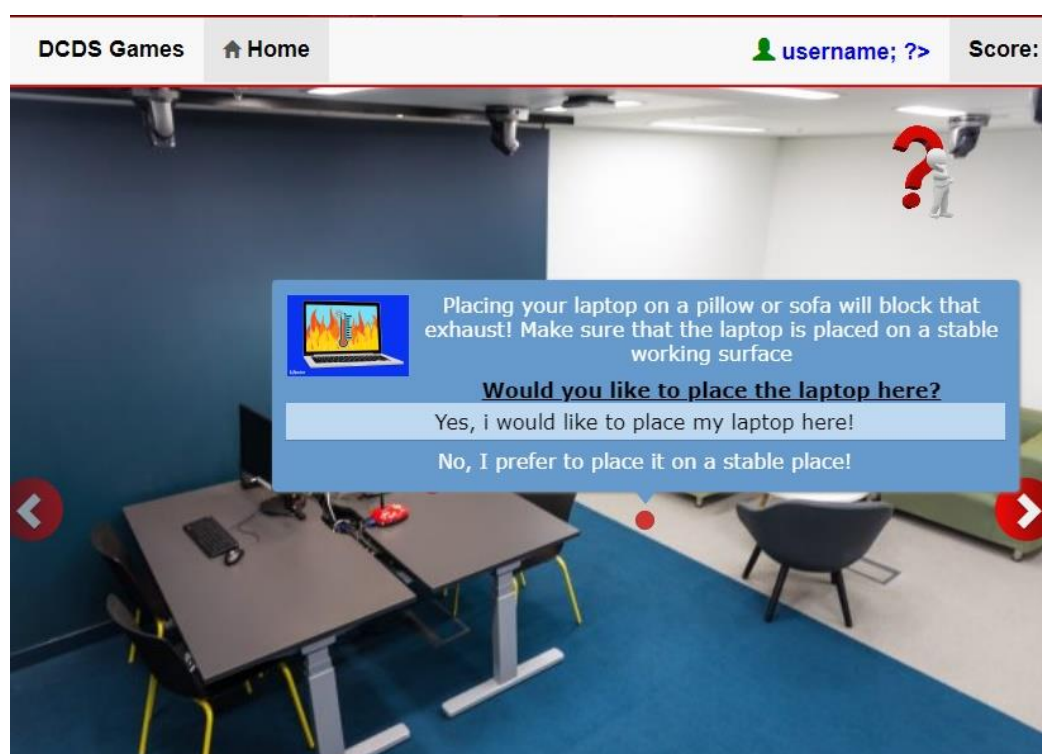 DCDS Games Home username; ?> Score:
Placing your laptop on a pillow or sofa will block that
exhaust! Make sure that the laptop is placed on a stable
working surface
Would you like to place the laptop here?
Yes, i would like to place my laptop here!
No, I prefer to place it on a stable place!